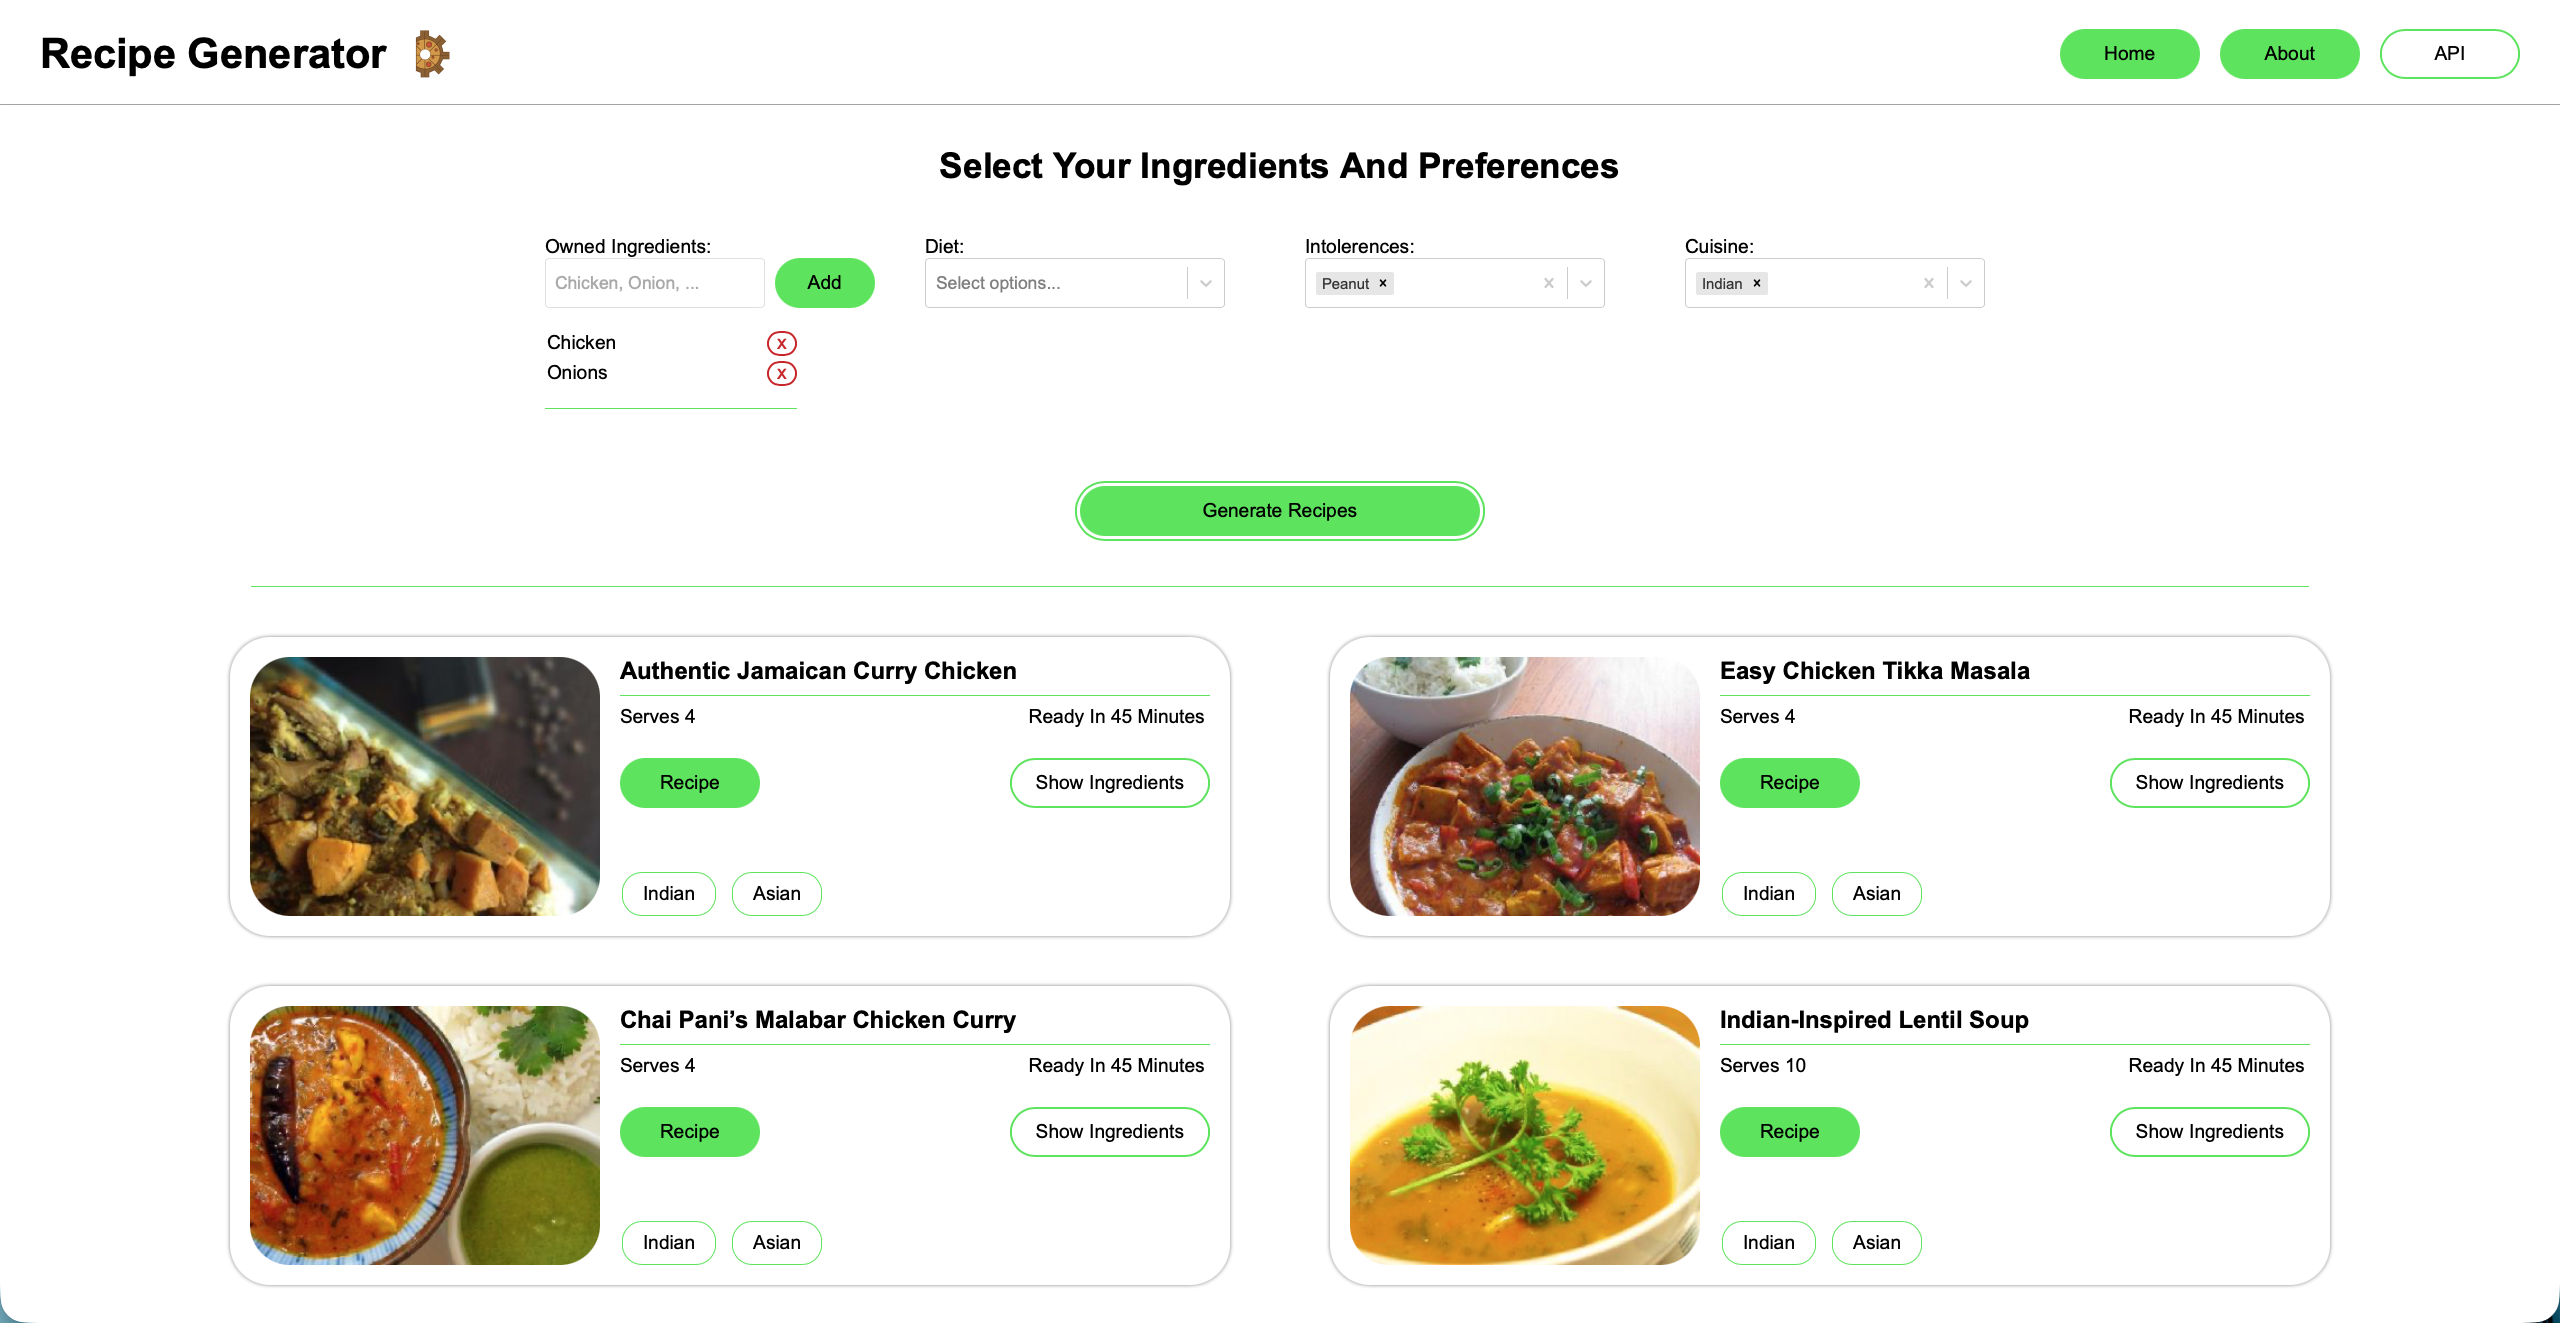 Recipe Generator
Home
About
API
Select Your Ingredients And Preferences
Owned Ingredients:
Diet:
Intolerences:
Cuisine:
Chicken, Onion, ...
Add
Select options...
Peanut ×
Indian ×
Chicken X
Onions X
Generate Recipes
Authentic Jamaican Curry Chicken
Serves 4
Ready In 45 Minutes
Recipe
Show Ingredients
Indian
Asian
Easy Chicken Tikka Masala
Serves 4
Ready In 45 Minutes
Recipe
Show Ingredients
Indian
Asian
Chai Pani’s Malabar Chicken Curry
Serves 4
Ready In 45 Minutes
Recipe
Show Ingredients
Indian
Asian
Indian-Inspired Lentil Soup
Serves 10
Ready In 45 Minutes
Recipe
Show Ingredients
Indian
Asian